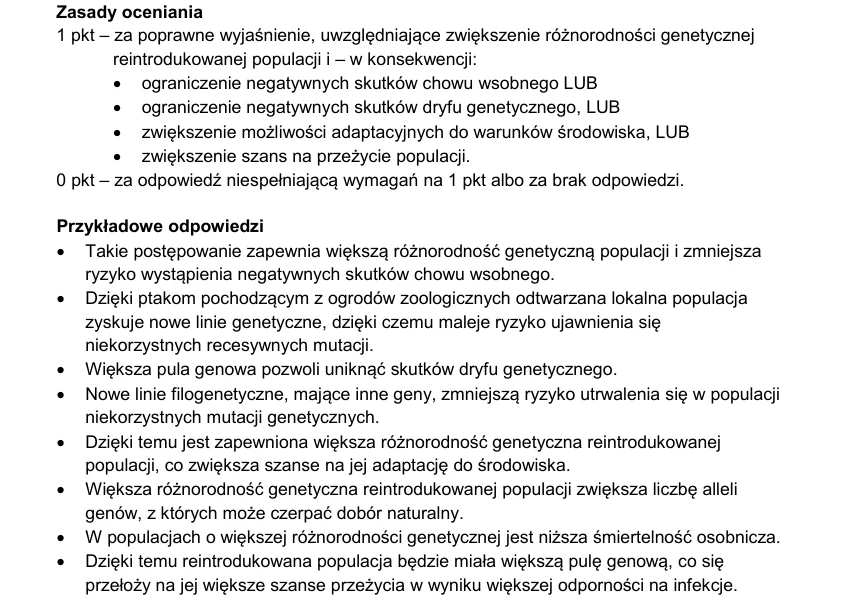 Zasady oceniania
1 pkt – za poprawne wyjaśnienie, uwzględniające zwiększenie różnorodności genetycznej
reintrodukowanej populacji i – w konsekwencji:
• ograniczenie negatywnych skutków chowu wsobnego LUB
• ograniczenie negatywnych skutków dryfu genetycznego, LUB
• zwiększenie możliwości adaptacyjnych do warunków środowiska, LUB
• zwiększenie szans na przeżycie populacji.
0 pkt – za odpowiedź niespełniającą wymagań na 1 pkt albo za brak odpowiedzi.
Przykładowe odpowiedzi
• Takie postępowanie zapewnia większą różnorodność genetyczną populacji i zmniejsza
ryzyko wystąpienia negatywnych skutków chowu wsobnego.
• Dzięki ptakom pochodzącym z ogrodów zoologicznych odtwarzana lokalna populacja
zyskuje nowe linie genetyczne, dzięki czemu maleje ryzyko ujawnienia się
niekorzystnych recesywnych mutacji.
• Większa pula genowa pozwoli uniknąć skutków dryfu genetycznego.
• Nowe linie filogenetyczne, mające inne geny, zmniejszą ryzyko utrwalenia się w populacji
niekorzystnych mutacji genetycznych.
• Dzięki temu jest zapewniona większa różnorodność genetyczna reintrodukowanej
populacji, co zwiększa szanse na jej adaptację do środowiska.
• Większa różnorodność genetyczna reintrodukowanej populacji zwiększa liczbę alleli
genów, z których może czerpać dobór naturalny.
• W populacjach o większej różnorodności genetycznej jest niższa śmiertelność osobnicza.
• Dzięki temu reintrodukowana populacja będzie miała większą pulę genową, co się
przełoży na jej większe szanse przeżycia w wyniku większej odporności na infekcje.